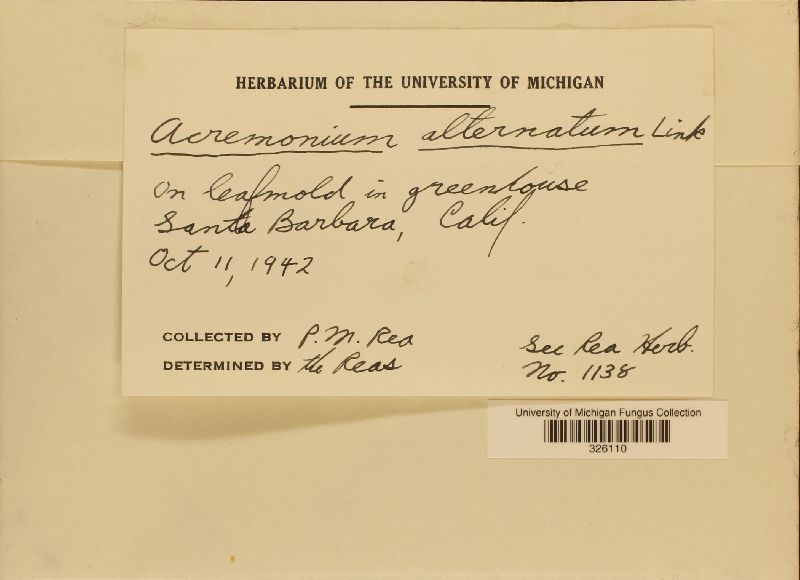 HERBARIUM OF THE UNIVERSITY OF MICHIGAN
Acremonium alternatum Link
On leafmold in greenhouse
Santa Barbara, Calif.
Oct 11, 1942
COLLECTED BY P. M. Rea
DETERMINED BY the Reas
See Rea Herb.
No. 1138
University of Michigan Fungus Collection
326110